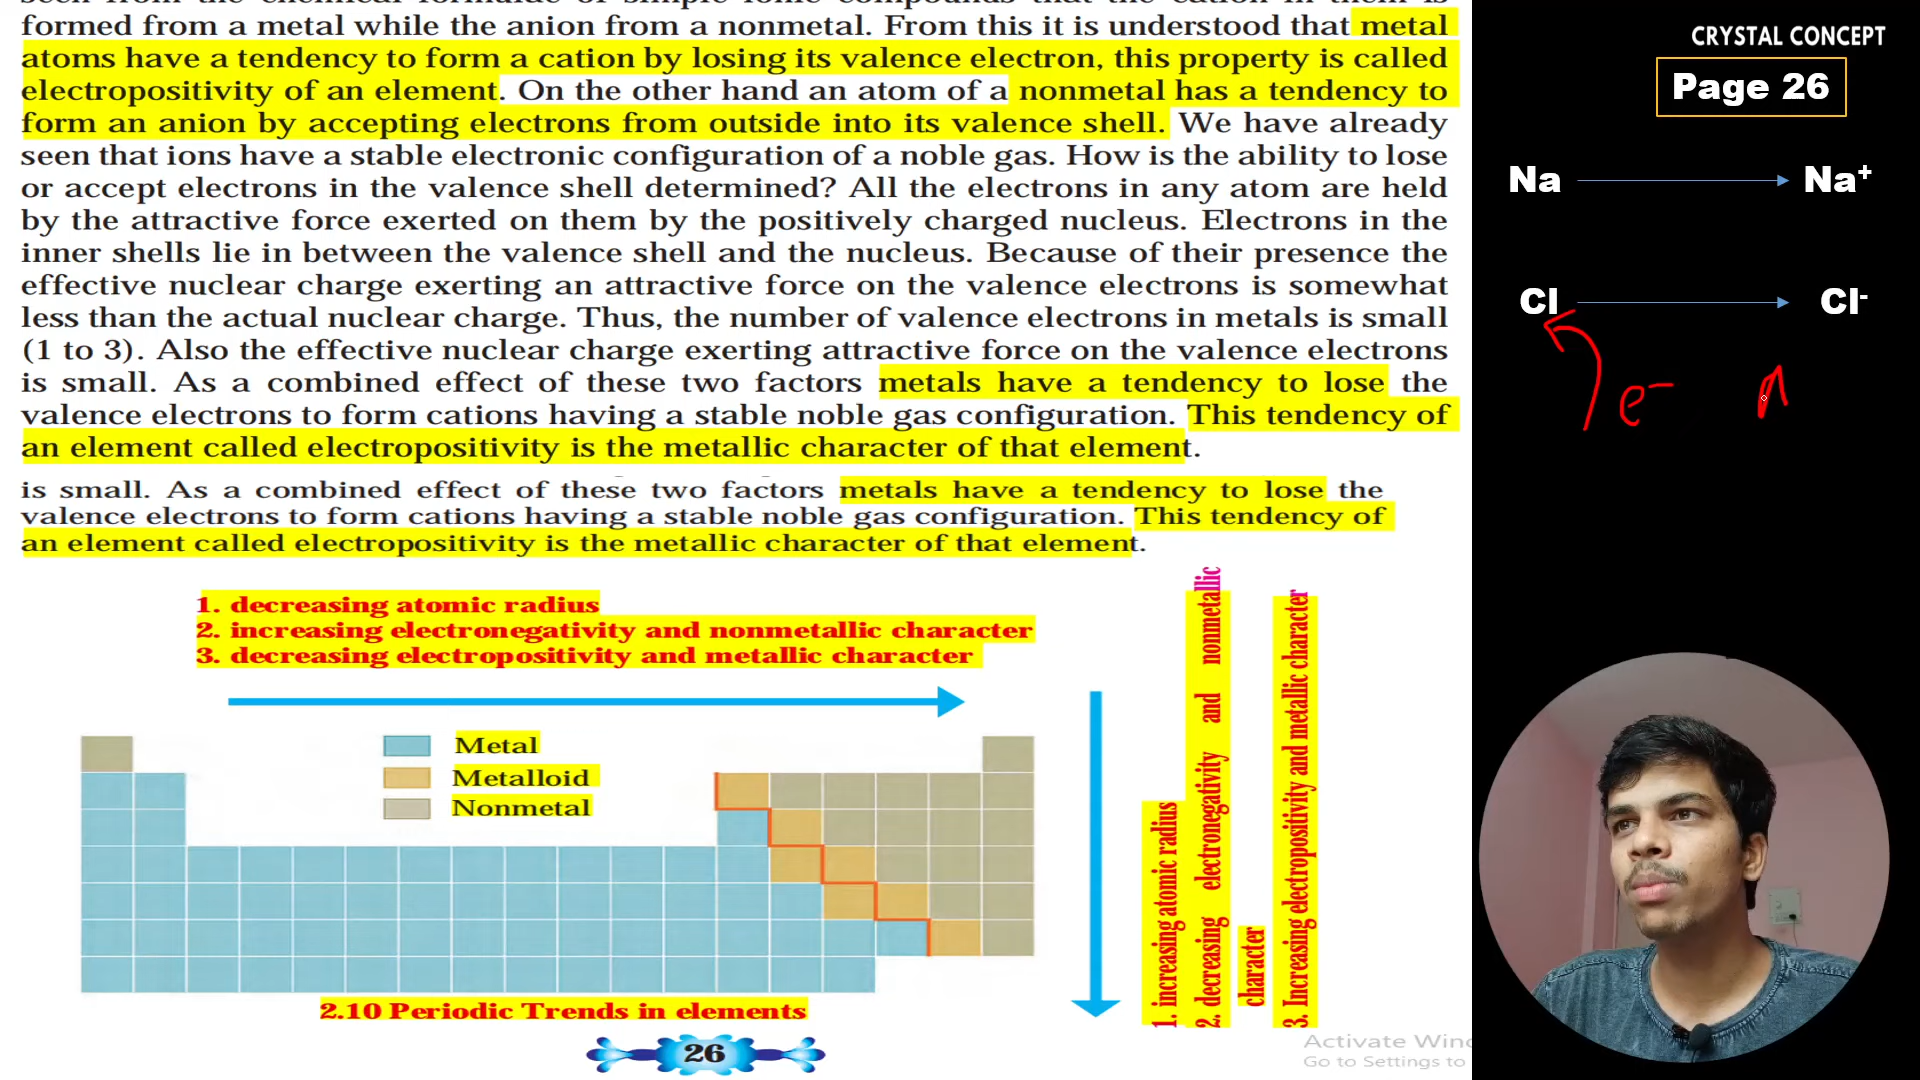 formed from a metal while the anion from a nonmetal. From this it is understood that metal
atoms have a tendency to form a cation by losing its valence electron, this property is called
electropositivity of an element. On the other hand an atom of a nonmetal has a tendency to
form an anion by accepting electrons from outside into its valence shell. We have already
seen that ions have a stable electronic configuration of a noble gas. How is the ability to lose
or accept electrons in the valence shell determined? All the electrons in any atom are held
by the attractive force exerted on them by the positively charged nucleus. Electrons in the
inner shells lie in between the valence shell and the nucleus. Because of their presence the
effective nuclear charge exerting an attractive force on the valence electrons is somewhat
less than the actual nuclear charge. Thus, the number of valence electrons in metals is small
(1 to 3). Also the effective nuclear charge exerting attractive force on the valence electrons
is small. As a combined effect of these two factors metals have a tendency to lose the
valence electrons to form cations having a stable noble gas configuration. This tendency of
an element called electropositivity is the metallic character of that element.
is small. As a combined effect of these two factors metals have a tendency to lose the
valence electrons to form cations having a stable noble gas configuration. This tendency of
an element called electropositivity is the metallic character of that element.
1. decreasing atomic radius
2. increasing electronegativity and nonmetallic character
3. decreasing electropositivity and metallic character
Metal
Metalloid
Nonmetal
1. increasing atomic radius
2. decreasing electronegativity and nonmetallic
character
3. Increasing electropositivity and metallic character
2.10 Periodic Trends in elements
26
CRYSTAL CONCEPT
Page 26
Na Na⁺
Cl Cl⁻
e⁻
Activate Win
Go to Settings to